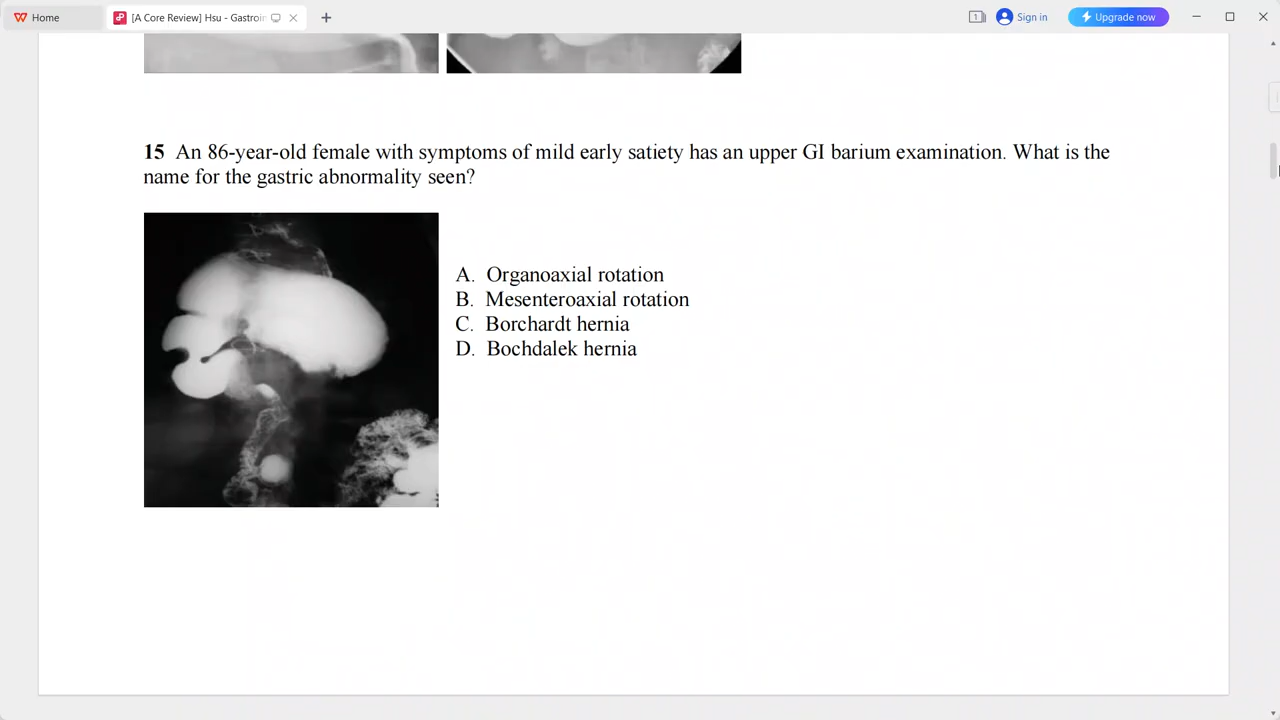 Home
[A Core Review] Hsu - Gastroin
1
Sign in
Upgrade now
15 An 86-year-old female with symptoms of mild early satiety has an upper GI barium examination. What is the
name for the gastric abnormality seen?
A. Organoaxial rotation
B. Mesenteroaxial rotation
C. Borchardt hernia
D. Bochdalek hernia